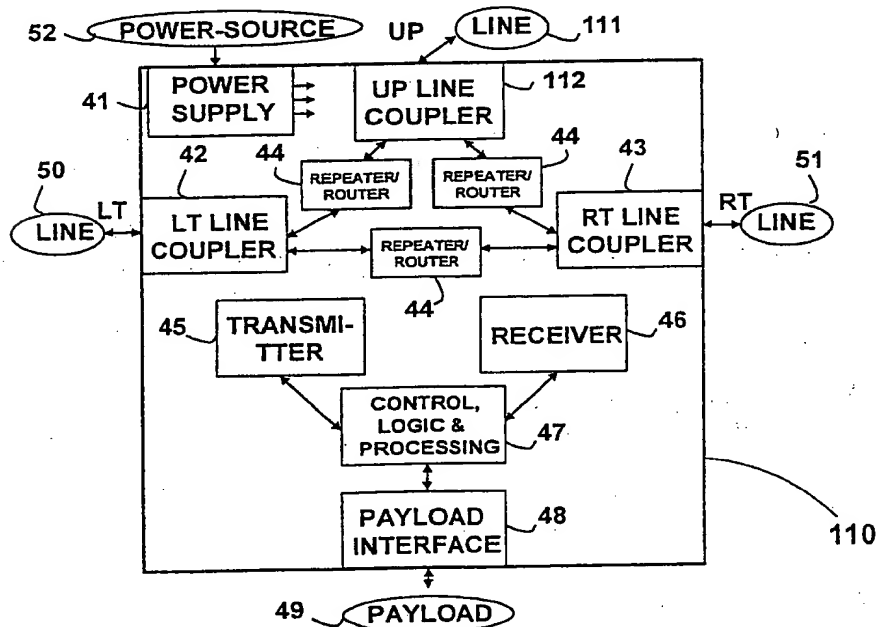 52
POWER-SOURCE
UP
LINE
111
41
POWER
SUPPLY
UP LINE
COUPLER
112
50
42
44
44
43
51
REPEATER/
ROUTER
REPEATER/
ROUTER
LINE
LT
LT LINE
COUPLER
RT LINE
COUPLER
RT
LINE
REPEATER/
ROUTER
44
45
TRANSMI-
TTER
RECEIVER
46
CONTROL,
LOGIC &
PROCESSING
47
PAYLOAD
INTERFACE
48
110
49
PAYLOAD